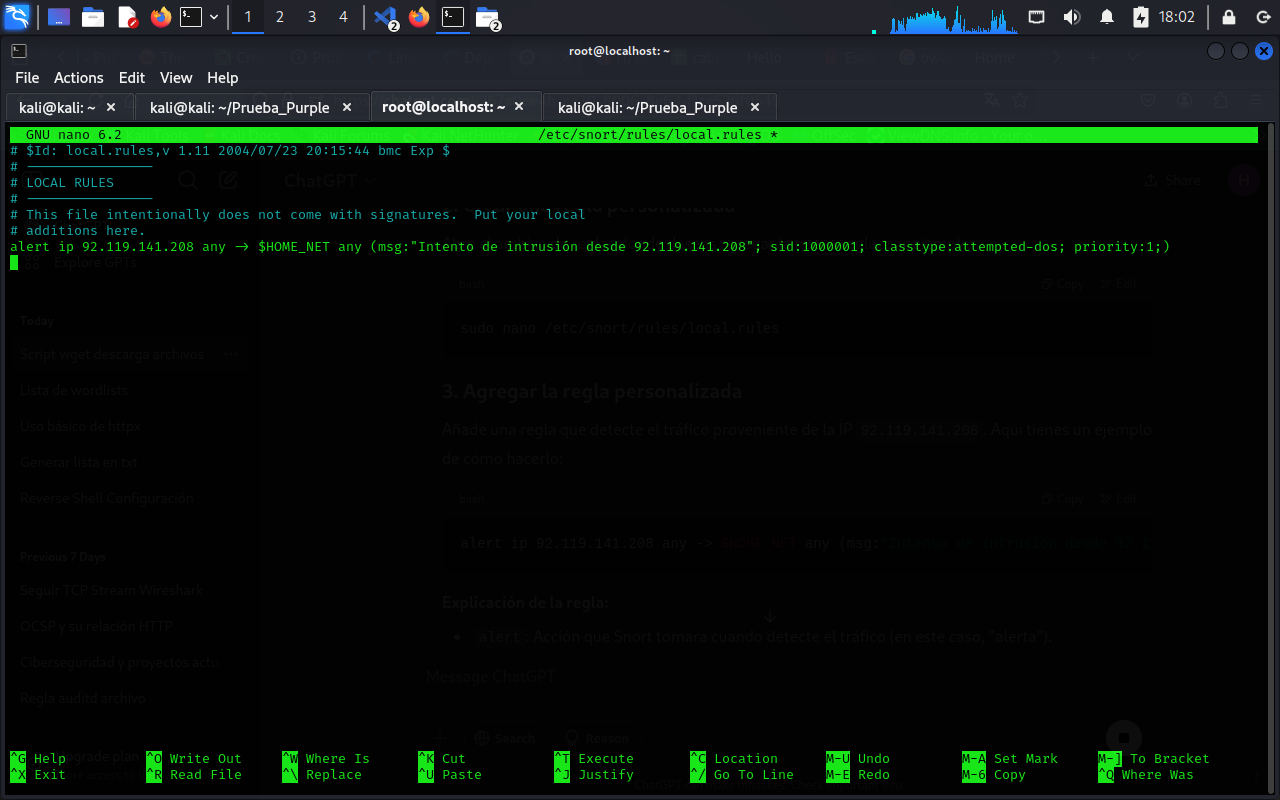 1 2 3 4 2 2 18:02
root@localhost: ~
File Actions Edit View Help
kali@kali: ~ × kali@kali: ~/Prueba_Purple × root@localhost: ~ × kali@kali: ~/Prueba_Purple ×
GNU nano 6.2 /etc/snort/rules/local.rules *
# $Id: local.rules,v 1.11 2004/07/23 20:15:44 bmc Exp $
# ----------------
# LOCAL RULES
# ----------------
# This file intentionally does not come with signatures.  Put your local
# additions here.
alert ip 92.119.141.208 any -> $HOME_NET any (msg:"Intento de intrusión desde 92.119.141.208"; sid:1000001; classtype:attempted-dos; priority:1;)
ChatGPT
Share
H
Explore GPTs
bash Copy Edit
sudo nano /etc/snort/rules/local.rules
Today
Script wget descarga archivos ...
Lista de wordlists
Uso básico de httpx
Generar lista en txt
Reverse Shell Configuración
Previous 7 Days
Seguir TCP Stream Wireshark
OCSP y su relación HTTP
Ciberseguridad y proyectos actu
Regla auditd archivo
3. Agregar la regla personalizada
Añade una regla que detecte el tráfico proveniente de la IP 92.119.141.208. Aquí tienes un ejemplo
de cómo hacerlo:
bash Copy Edit
alert ip 92.119.141.208 any -> $HOME_NET any (msg:"Intento de intrusión desde
Explicación de la regla:
alert: Acción que Snort tomará cuando detecte el tráfico (en este caso, "alerta").
Message ChatGPT
Search Reason
^G Help ^O Write Out ^W Where Is ^K Cut ^T Execute ^C Location M-U Undo M-A Set Mark M-] To Bracket
^X Exit ^R Read File ^\ Replace ^U Paste ^J Justify ^/ Go To Line M-E Redo M-6 Copy ^Q Where Was